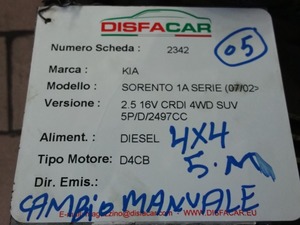 DISFACAR
Numero Scheda : 2342
05
Marca : KIA
Modello : SORENTO 1A SERIE (07/02>
Versione : 2.5 16V CRDI 4WD SUV
5P/D/2497CC
Aliment. : DIESEL 4X4
Tipo Motore: D4CB 5.M
Dir. Emis.:
CAMBIO MANUALE
WWW.DISFACAR.EU